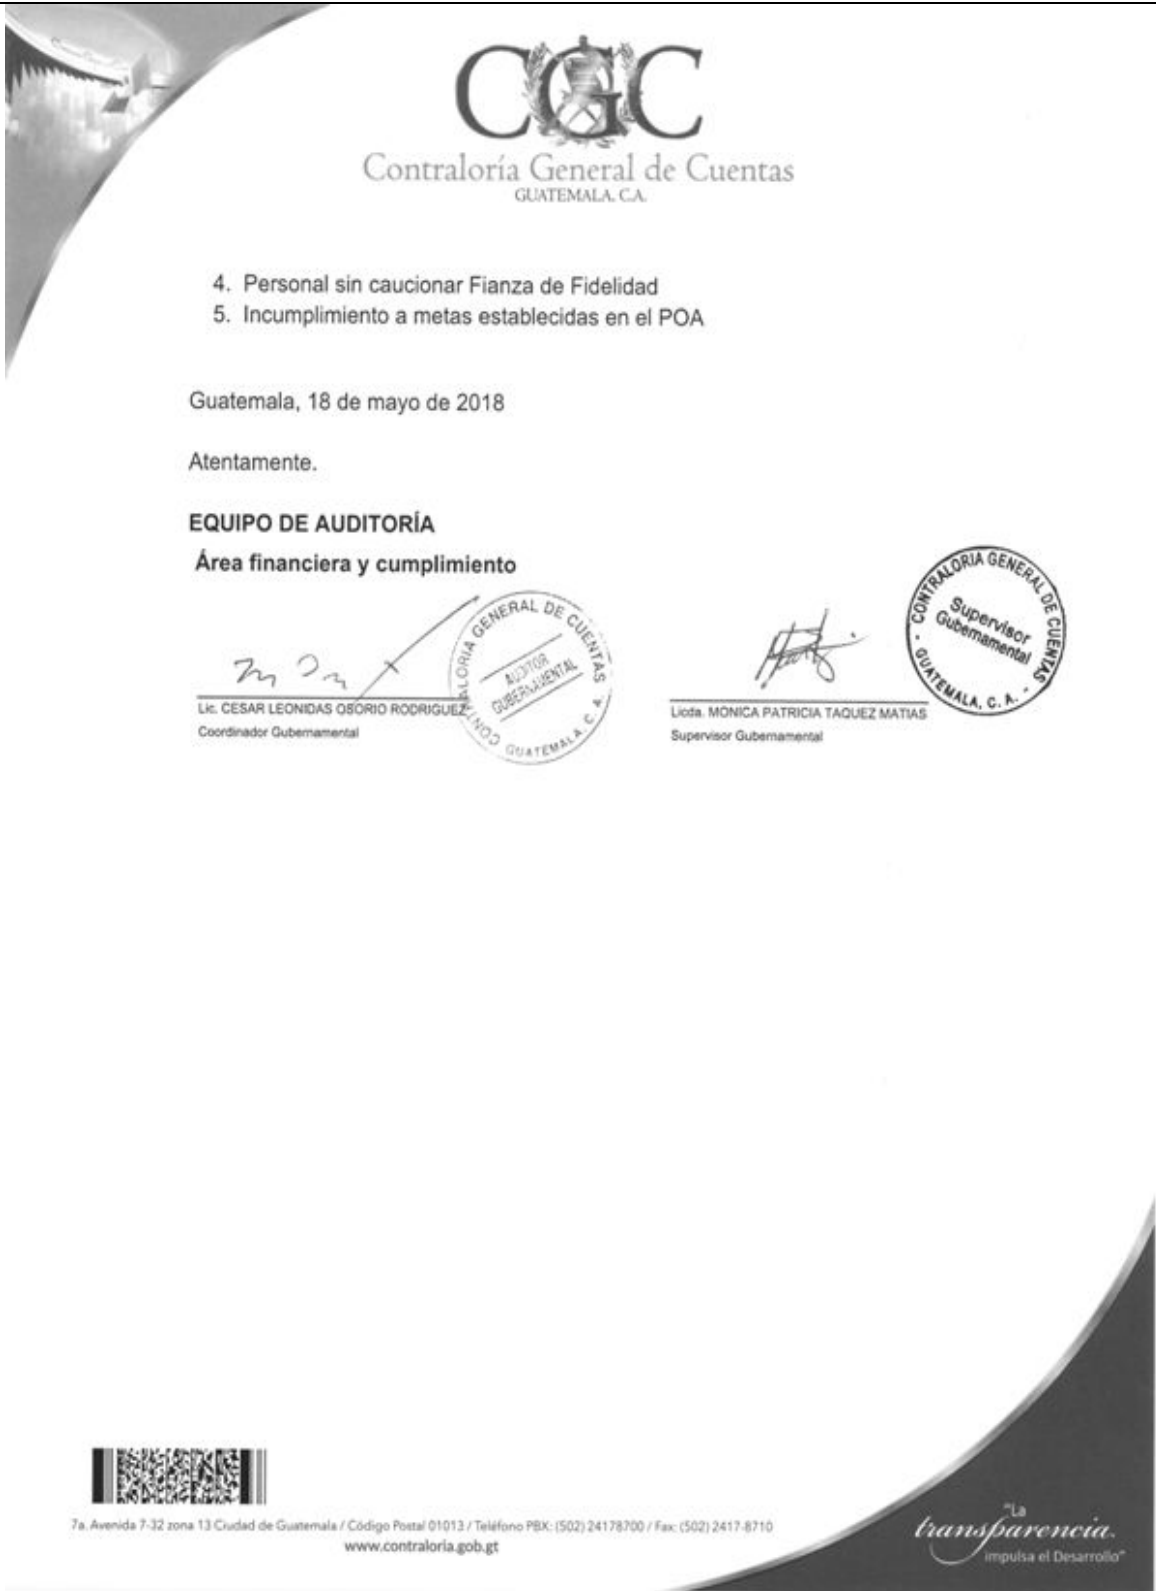 CGC
Contraloría General de Cuentas
GUATEMALA, C.A.
4. Personal sin caucionar Fianza de Fidelidad
5. Incumplimiento a metas establecidas en el POA
Guatemala, 18 de mayo de 2018
Atentamente.
EQUIPO DE AUDITORÍA
Área financiera y cumplimiento
CONTRALORIA GENERAL DE CUENTAS
AUDITOR
GUBERNAMENTAL
GUATEMALA, C. A.
Lic. CESAR LEONIDAS OSORIO RODRIGUEZ
Coordinador Gubernamental
- CONTRALORIA GENERAL DE CUENTAS
Supervisor
Gubernamental
GUATEMALA, C. A. -
Licda. MONICA PATRICIA TAQUEZ MATIAS
Supervisor Gubernamental
7a. Avenida 7-32 zona 13 Ciudad de Guatemala / Código Postal 01013 / Teléfono PBX: (502) 24178700 / Fax: (502) 2417-8710
www.contraloria.gob.gt
"La
transparencia.
impulsa el Desarrollo"